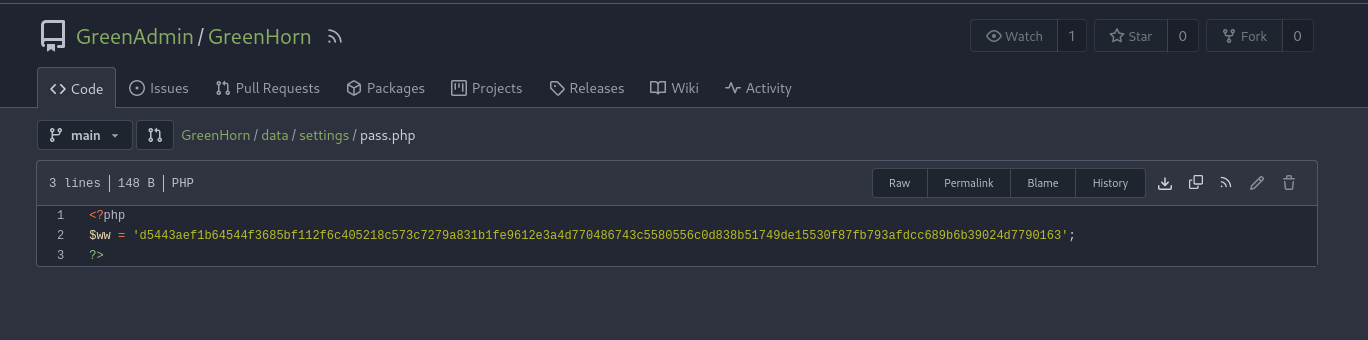 GreenAdmin / GreenHorn Watch 1 Star 0 Fork 0
Code Issues Pull Requests Packages Projects Releases Wiki Activity
main GreenHorn / data / settings / pass.php
3 lines 148 B PHP Raw Permalink Blame History
1 <?php
2 $ww = 'd5443aef1b64544f3685bf112f6c405218c573c7279a831b1fe9612e3a4d770486743c5580556c0d838b51749de15530f87fb793afdcc689b6b39024d7790163';
3 ?>